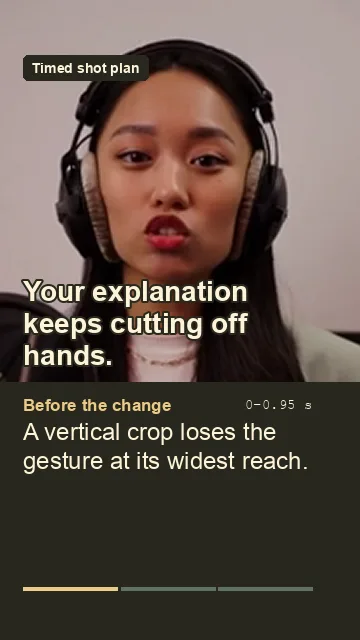 Timed shot plan
Your explanation
keeps cutting off
hands.
Before the change 0–0.95 s
A vertical crop loses the
gesture at its widest reach.